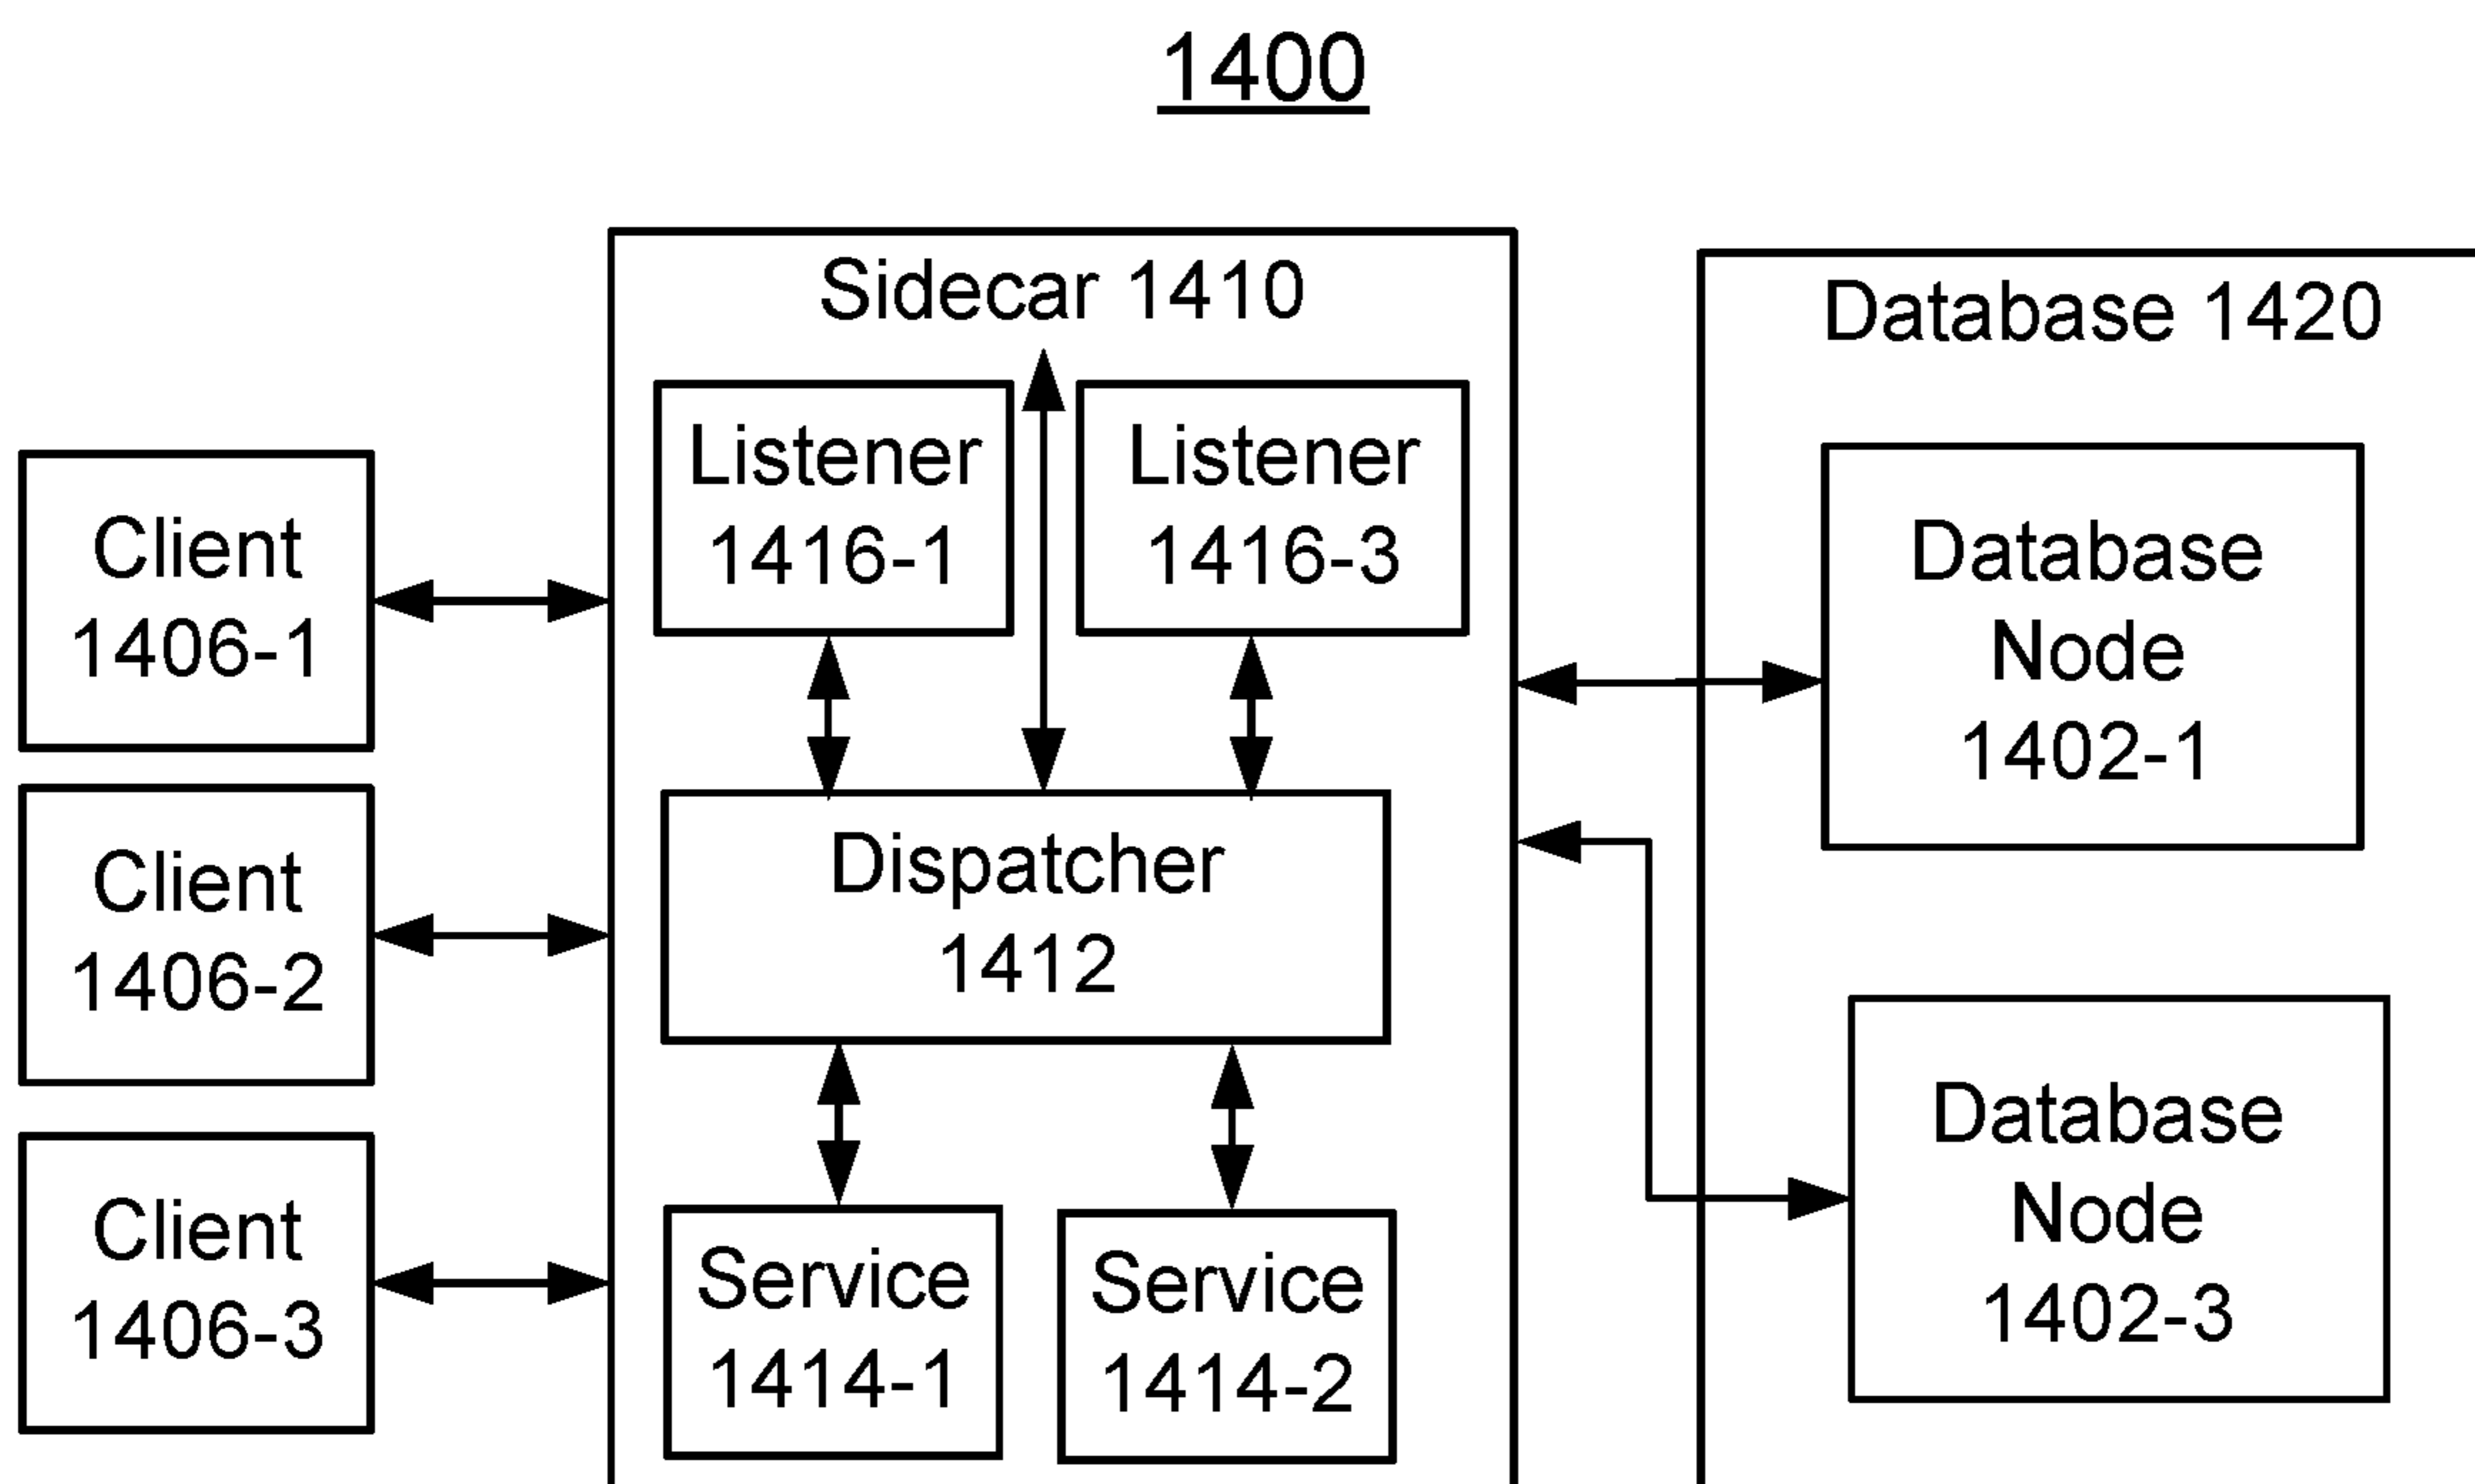 1400
Sidecar 1410
Database 1420
Listener
1416-1
Listener
1416-3
Client
1406-1
Database
Node
1402-1
Dispatcher
1412
Client
1406-2
Database
Node
1402-3
Client
1406-3
Service
1414-1
Service
1414-2